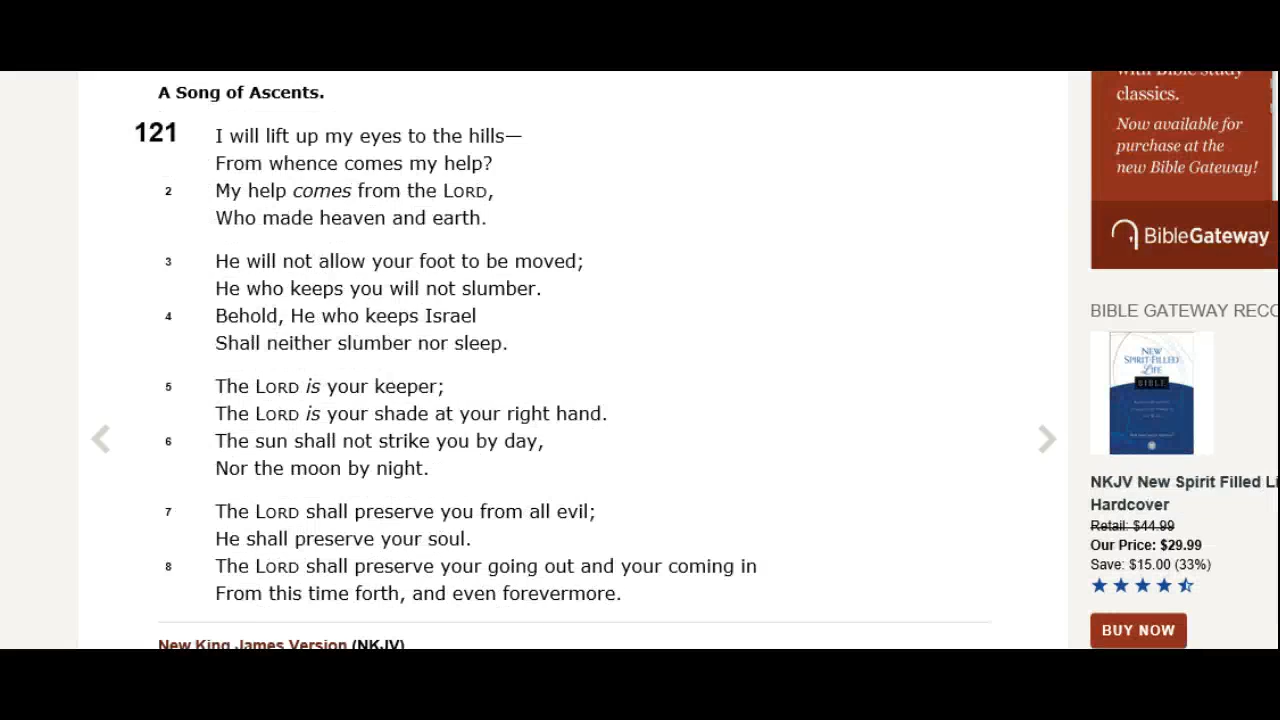 A Song of Ascents.
121 I will lift up my eyes to the hills—
From whence comes my help?
2 My help comes from the LORD,
Who made heaven and earth.
3 He will not allow your foot to be moved;
He who keeps you will not slumber.
4 Behold, He who keeps Israel
Shall neither slumber nor sleep.
5 The LORD is your keeper;
The LORD is your shade at your right hand.
6 The sun shall not strike you by day,
Nor the moon by night.
7 The LORD shall preserve you from all evil;
He shall preserve your soul.
8 The LORD shall preserve your going out and your coming in
From this time forth, and even forevermore.
New King James Version (NKJV)
with Bible study
classics.
Now available for
purchase at the
new Bible Gateway!
BibleGateway
BIBLE GATEWAY RECO
NEW
SPIRIT-FILLED
LIFE
BIBLE
NKJV New Spirit Filled Li
Hardcover
Retail: $44.99
Our Price: $29.99
Save: $15.00 (33%)
BUY NOW